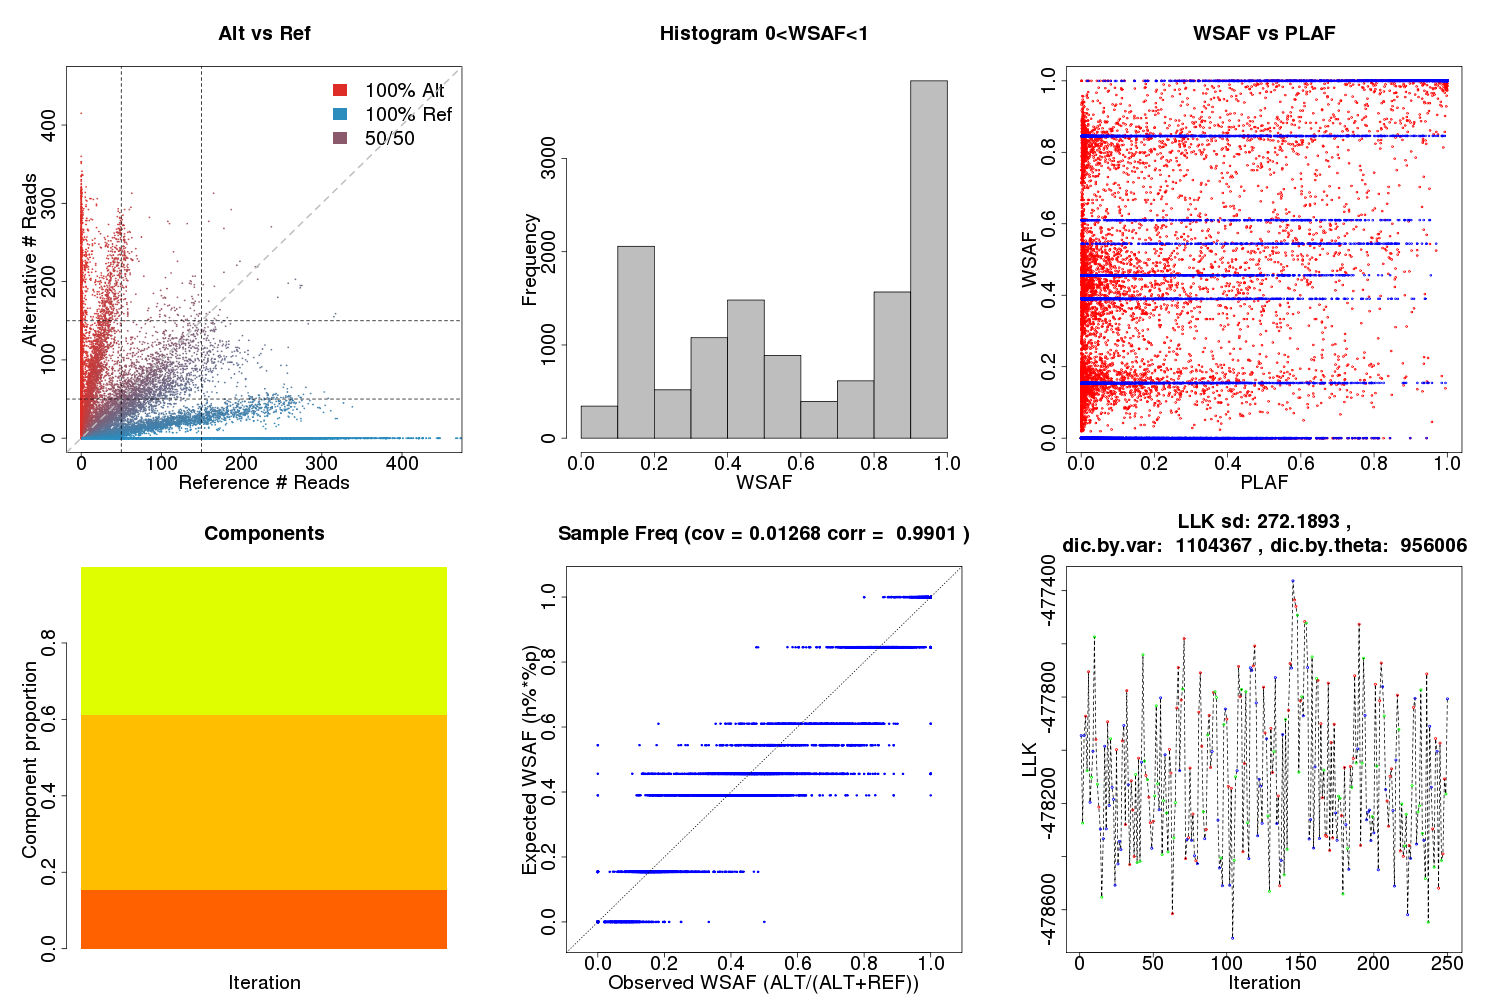 Alt vs Ref
100% Alt
100% Ref
50/50
Alternative # Reads
0 100 200 300 400
0 100 200 300 400
Reference # Reads
Histogram 0<WSAF<1
Frequency
0 1000 2000 3000
0.0 0.2 0.4 0.6 0.8 1.0
WSAF
WSAF vs PLAF
WSAF
0.0 0.2 0.4 0.6 0.8 1.0
0.0 0.2 0.4 0.6 0.8 1.0
PLAF
Components
Component proportion
0.0 0.2 0.4 0.6 0.8
Iteration
Sample Freq (cov = 0.01268 corr = 0.9901 )
Expected WSAF (h%*%p)
0.0 0.2 0.4 0.6 0.8 1.0
0.0 0.2 0.4 0.6 0.8 1.0
Observed WSAF (ALT/(ALT+REF))
LLK sd: 272.1893 ,
dic.by.var: 1104367 , dic.by.theta: 956006
LLK
-478600 -478200 -477800 -477400
0 50 100 150 200 250
Iteration